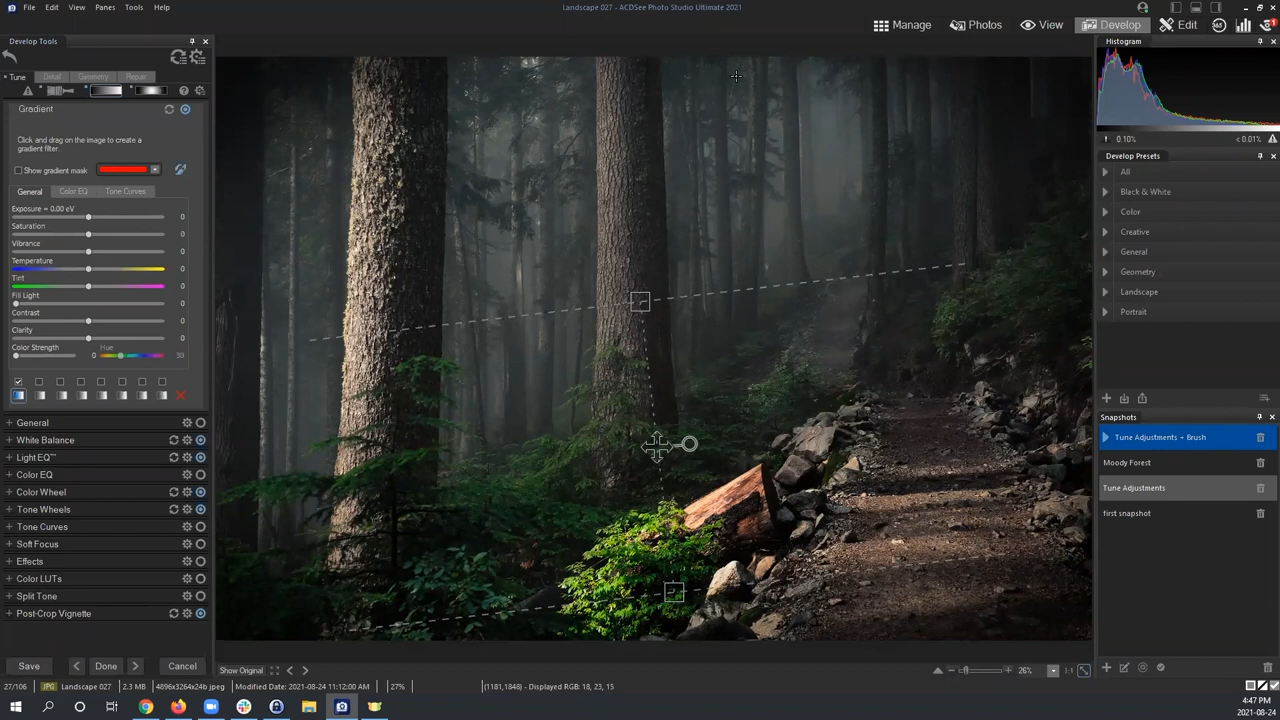 File Edit View Panes Tools Help
Landscape 027 - ACDSee Photo Studio Ultimate 2021
Manage Photos View Develop Edit 365 1
Develop Tools
Tune Detail Geometry Repair
Gradient
Click and drag on the image to create a
gradient filter.
Show gradient mask
General Color EQ Tone Curves
Exposure = 0.00 eV 0
Saturation 0
Vibrance 0
Temperature 0
Tint 0
Fill Light 0
Contrast 0
Clarity 0
Color Strength 0 Hue 30
General
White Balance
Light EQ™
Color EQ
Color Wheel
Tone Wheels
Tone Curves
Soft Focus
Effects
Color LUTs
Split Tone
Post-Crop Vignette
Save Done Cancel
Show Original
26% 1:1
Histogram
0.10% < 0.01%
Develop Presets
All
Black & White
Color
Creative
General
Geometry
Landscape
Portrait
Snapshots
Tune Adjustments + Brush
Moody Forest
Tune Adjustments
first snapshot
27/106 JPG Landscape 027 2.3 MB 4896x3264x24b jpeg Modified Date: 2021-08-24 11:12:00 AM 27% (1181,1848) - Displayed RGB: 18, 23, 15
4:47 PM
2021-08-24